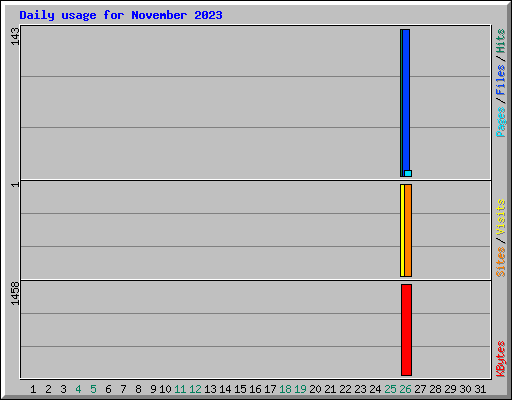 Daily usage for November 2023
143
1
1458
Pages/Files/Hits
Sites/Visits
KBytes
1 2 3 4 5 6 7 8 9 10 11 12 13 14 15 16 17 18 19 20 21 22 23 24 25 26 27 28 29 30 31